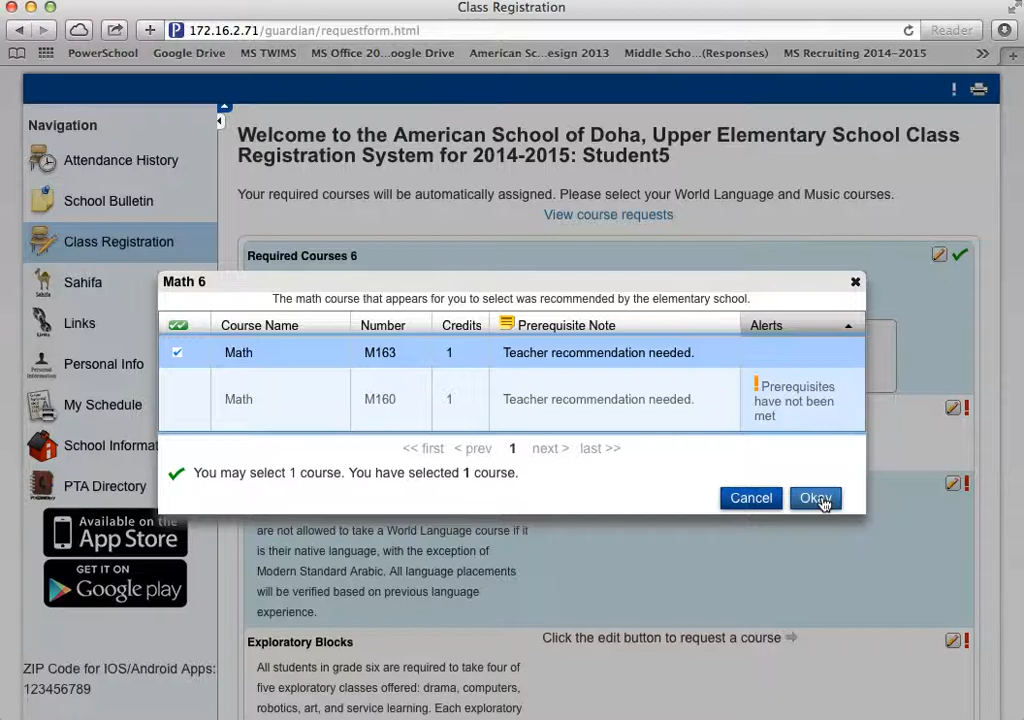 Class Registration
172.16.2.71/guardian/requestform.html
Reader
PowerSchool Google Drive MS TWIMS MS Office 20...oogle Drive American Sc...esign 2013 Middle Scho...(Responses) MS Recruiting 2014–2015
Navigation
Attendance History
School Bulletin
Class Registration
Sahifa
Links
Personal Info
My Schedule
School Informat
PTA Directory
Available on the
App Store
GET IT ON
Google play
ZIP Code for IOS/Android Apps:
123456789
Welcome to the American School of Doha, Upper Elementary School Class
Registration System for 2014-2015: Student5
Your required courses will be automatically assigned. Please select your World Language and Music courses.
View course requests
Required Courses 6
Math 6
The math course that appears for you to select was recommended by the elementary school.
Course Name Number Credits Prerequisite Note Alerts
Math M163 1 Teacher recommendation needed.
Math M160 1 Teacher recommendation needed. Prerequisites
have not been
met
<< first < prev 1 next > last >>
You may select 1 course. You have selected 1 course.
Cancel Okay
are not allowed to take a World Language course if it
is their native language, with the exception of
Modern Standard Arabic. All language placements
will be verified based on previous language
experience.
Exploratory Blocks
Click the edit button to request a course
All students in grade six are required to take four of
five exploratory classes offered: drama, computers,
robotics, art, and service learning. Each exploratory